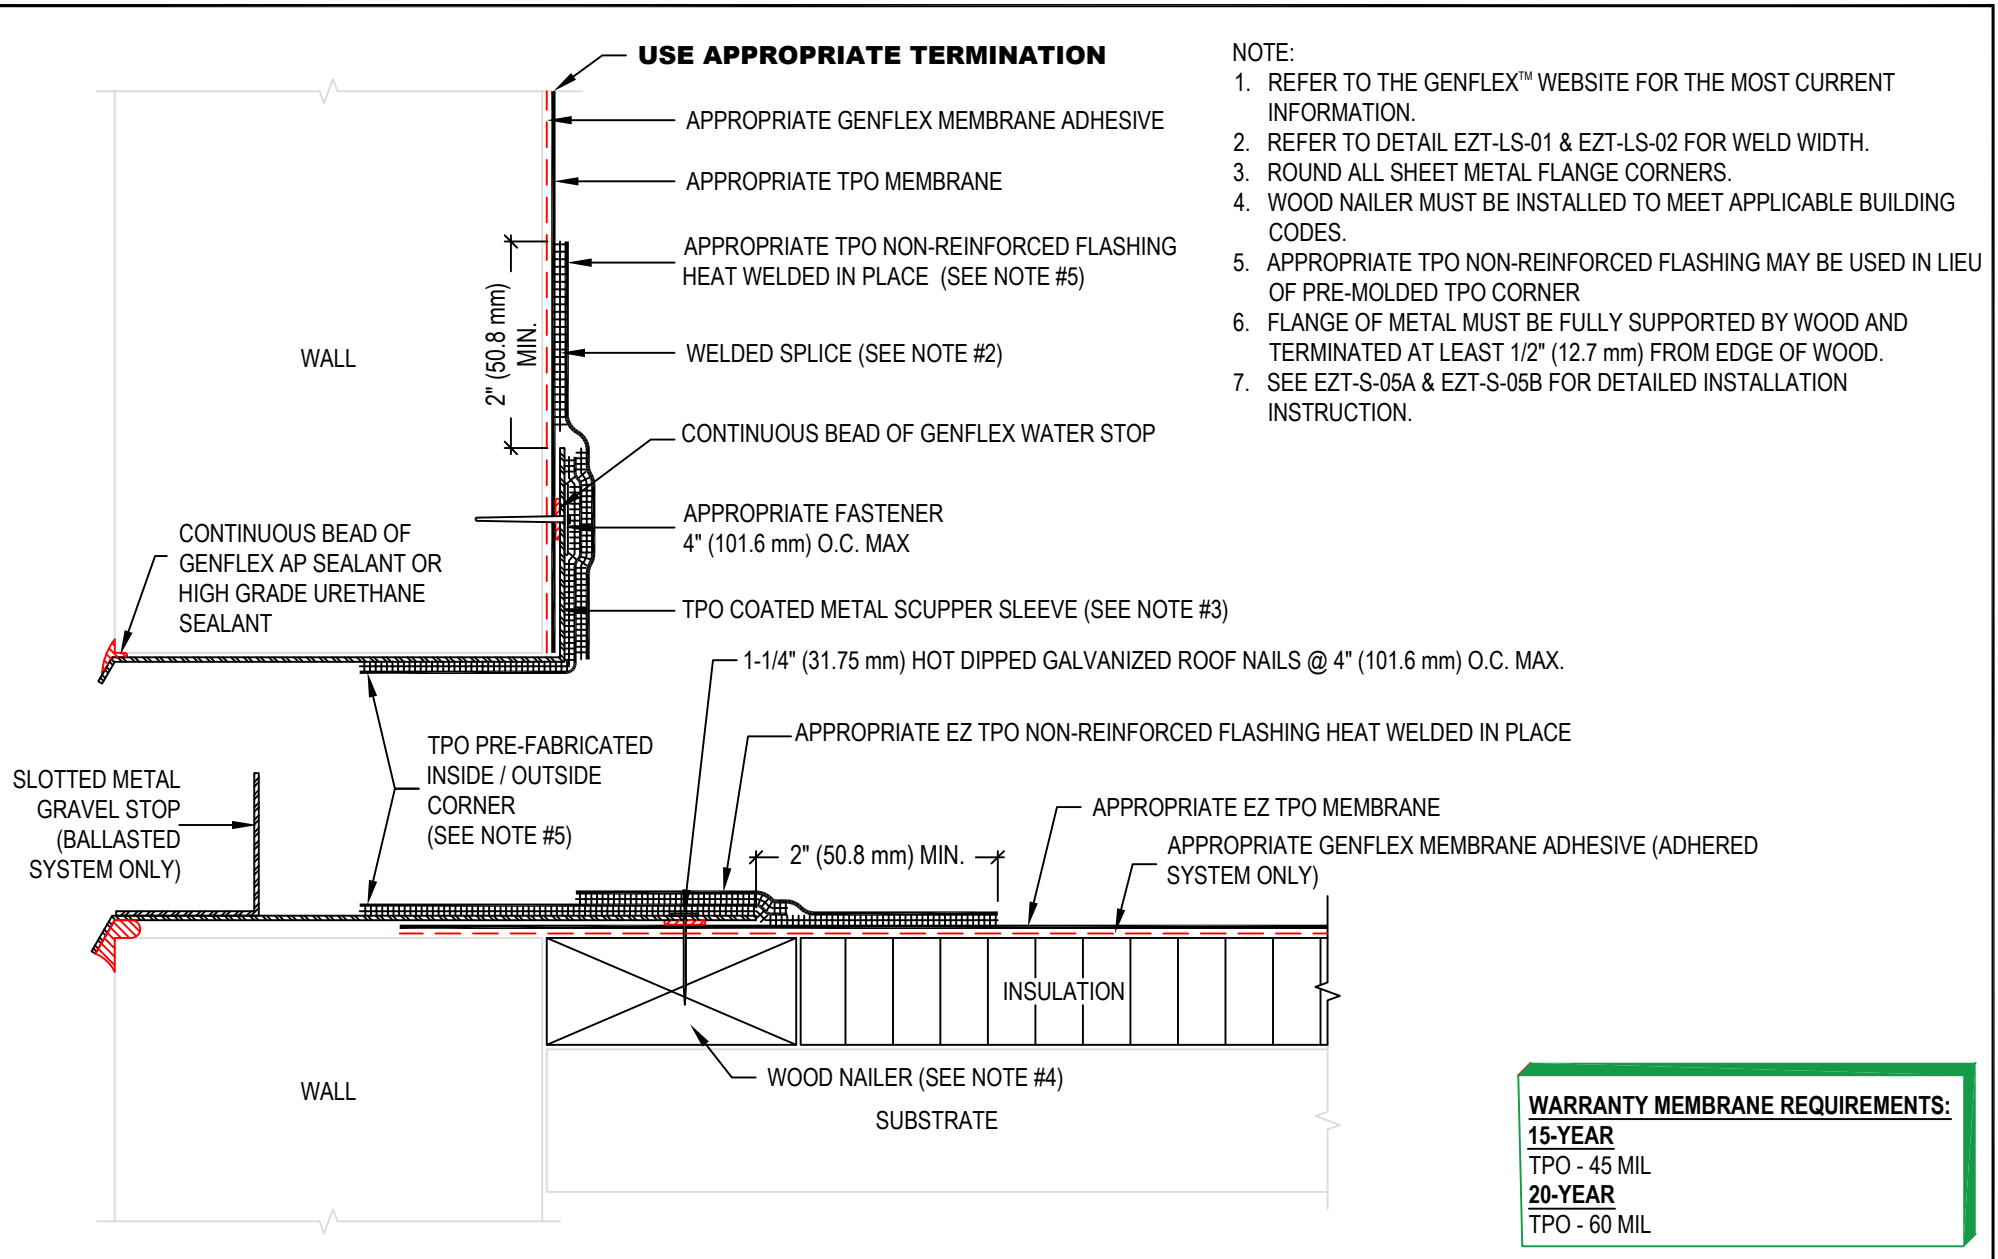 USE APPROPRIATE TERMINATION
APPROPRIATE GENFLEX MEMBRANE ADHESIVE
APPROPRIATE TPO MEMBRANE
APPROPRIATE TPO NON-REINFORCED FLASHING
HEAT WELDED IN PLACE (SEE NOTE #5)
2" (50.8 mm)
MIN.
WALL
WELDED SPLICE (SEE NOTE #2)
CONTINUOUS BEAD OF GENFLEX WATER STOP
APPROPRIATE FASTENER
4" (101.6 mm) O.C. MAX
CONTINUOUS BEAD OF
GENFLEX AP SEALANT OR
HIGH GRADE URETHANE
SEALANT
TPO COATED METAL SCUPPER SLEEVE (SEE NOTE #3)
1-1/4" (31.75 mm) HOT DIPPED GALVANIZED ROOF NAILS @ 4" (101.6 mm) O.C. MAX.
APPROPRIATE EZ TPO NON-REINFORCED FLASHING HEAT WELDED IN PLACE
TPO PRE-FABRICATED
INSIDE / OUTSIDE
CORNER
(SEE NOTE #5)
SLOTTED METAL
GRAVEL STOP
(BALLASTED
SYSTEM ONLY)
APPROPRIATE EZ TPO MEMBRANE
2" (50.8 mm) MIN.
APPROPRIATE GENFLEX MEMBRANE ADHESIVE (ADHERED
SYSTEM ONLY)
INSULATION
WOOD NAILER (SEE NOTE #4)
WALL
SUBSTRATE
NOTE:
1. REFER TO THE GENFLEX™ WEBSITE FOR THE MOST CURRENT
INFORMATION.
2. REFER TO DETAIL EZT-LS-01 & EZT-LS-02 FOR WELD WIDTH.
3. ROUND ALL SHEET METAL FLANGE CORNERS.
4. WOOD NAILER MUST BE INSTALLED TO MEET APPLICABLE BUILDING
CODES.
5. APPROPRIATE TPO NON-REINFORCED FLASHING MAY BE USED IN LIEU
OF PRE-MOLDED TPO CORNER
6. FLANGE OF METAL MUST BE FULLY SUPPORTED BY WOOD AND
TERMINATED AT LEAST 1/2" (12.7 mm) FROM EDGE OF WOOD.
7. SEE EZT-S-05A & EZT-S-05B FOR DETAILED INSTALLATION
INSTRUCTION.
WARRANTY MEMBRANE REQUIREMENTS:
15-YEAR
TPO - 45 MIL
20-YEAR
TPO - 60 MIL